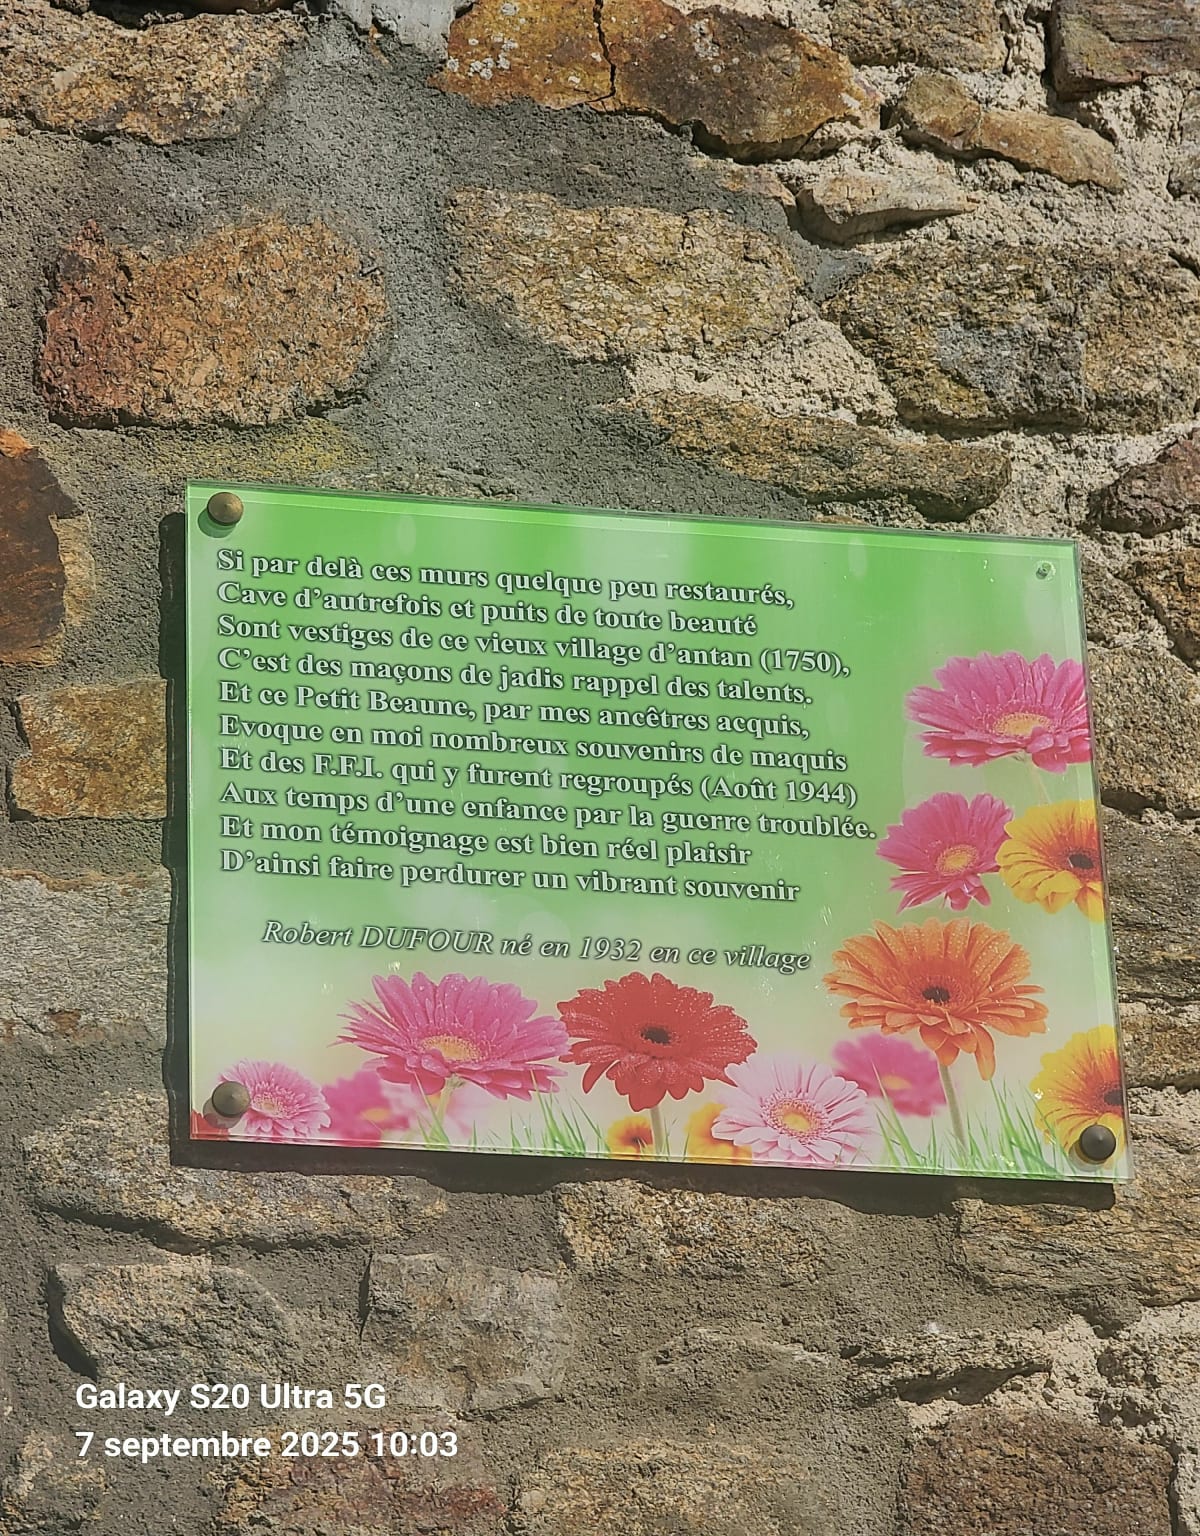 Si par delà ces murs quelque peu restaurés,
Cave d'autrefois et puits de toute beauté
Sont vestiges de ce vieux village d'antan (1750),
C'est des maçons de jadis rappel des talents.
Et ce Petit Beaune, par mes ancêtres acquis,
Evoque en moi nombreux souvenirs de maquis
Et des F.F.I. qui y furent regroupés (Août 1944)
Aux temps d'une enfance par la guerre troublée.
Et mon témoignage est bien réel plaisir
D'ainsi faire perdurer un vibrant souvenir
Robert DUFOUR né en 1932 en ce village
Galaxy S20 Ultra 5G
7 septembre 2025 10:03